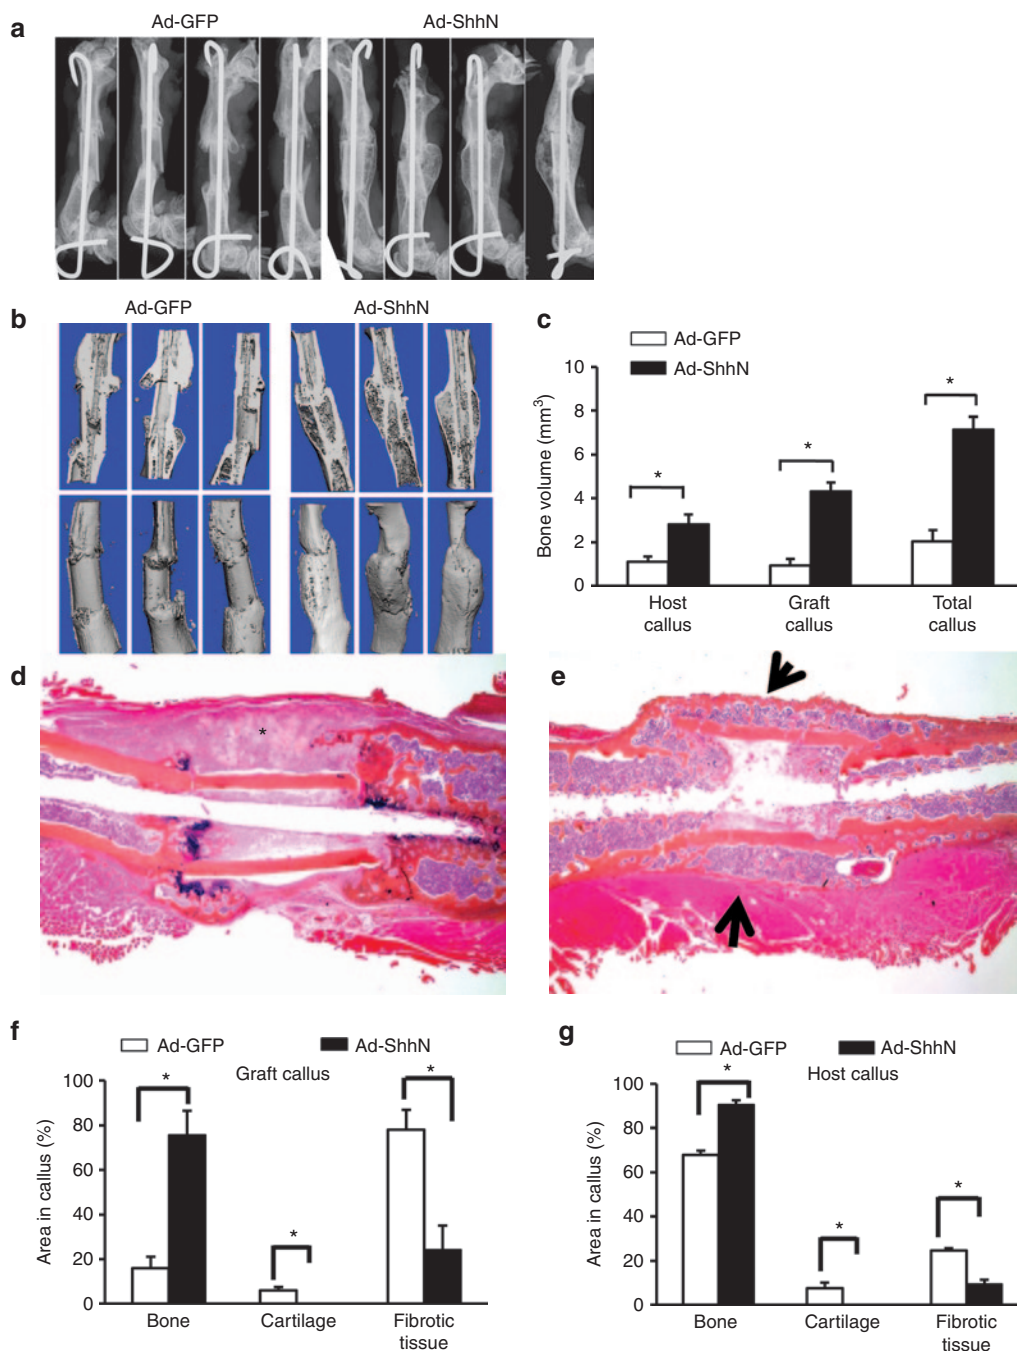 a
Ad-GFP
Ad-ShhN
b
Ad-GFP
Ad-ShhN
c
Ad-GFP
Ad-ShhN
Bone volume (mm³)
10
8
6
4
2
0
*
*
*
Host callus
Graft callus
Total callus
d
*
e
f
Ad-GFP
Ad-ShhN
Graft callus
Area in callus (%)
100
80
60
40
20
0
*
*
*
Bone
Cartilage
Fibrotic tissue
g
Ad-GFP
Ad-ShhN
Host callus
Area in callus (%)
100
80
60
40
20
0
*
*
*
Bone
Cartilage
Fibrotic tissue